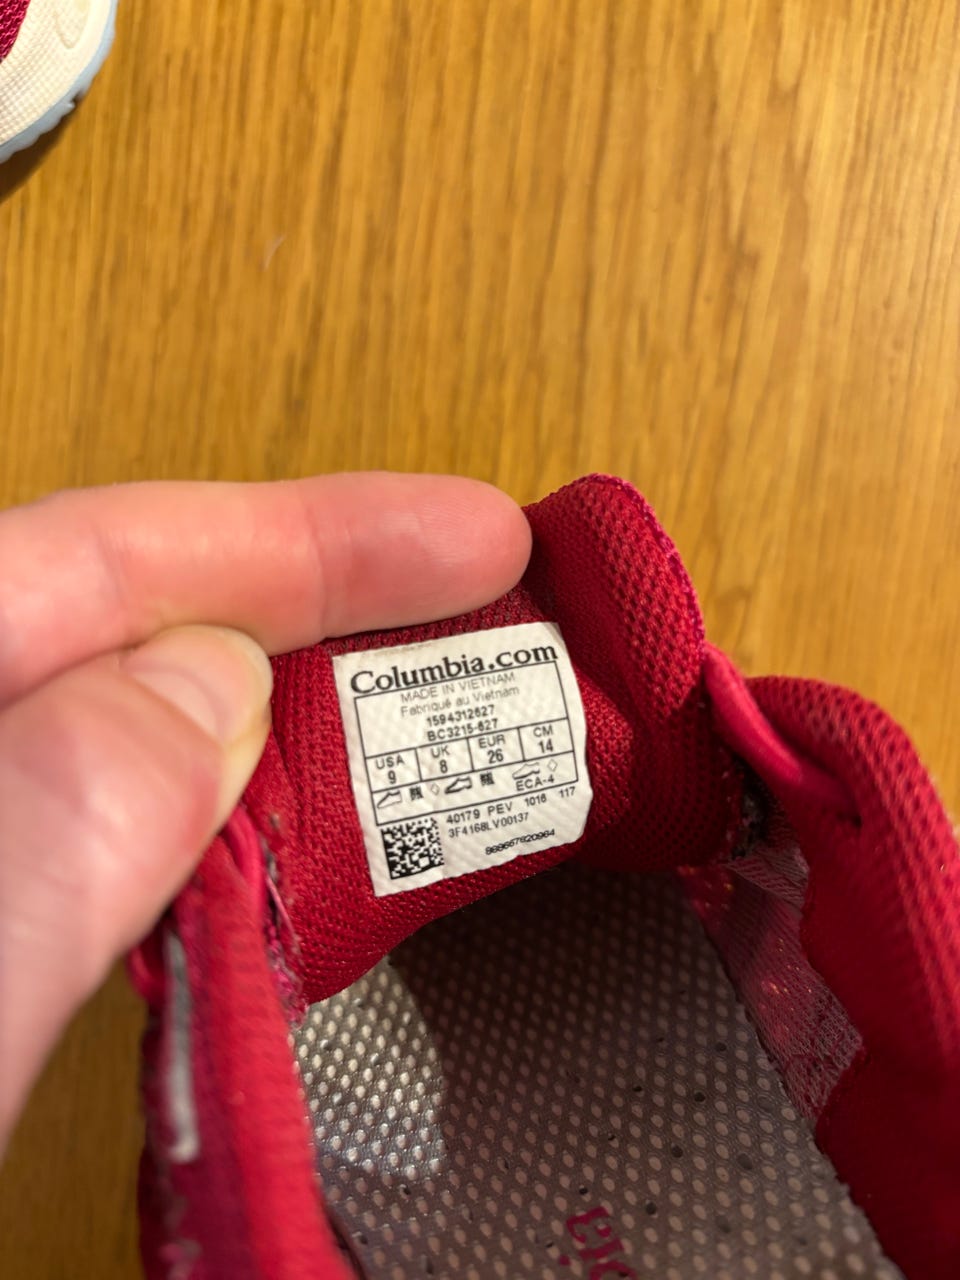 Columbia.com
MADE IN VIETNAM
Fabriqué au Vietnam
1594312627
BC3215-627
USA UK EUR CM
9 8 26 14
ECA-4
40179 PEV 1016 117
3F4168LV00137